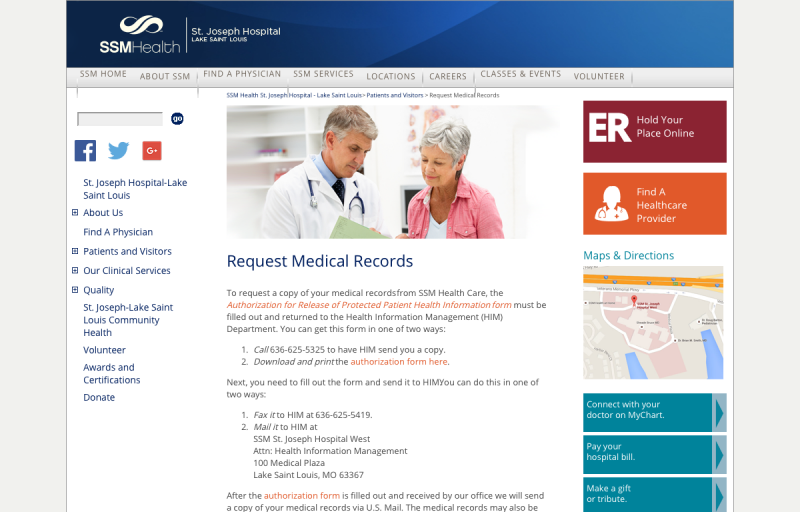 SSMHealth
St. Joseph Hospital
LAKE SAINT LOUIS
SSM HOME
ABOUT SSM
FIND A PHYSICIAN
SSM SERVICES
LOCATIONS
CAREERS
CLASSES & EVENTS
VOLUNTEER
SSM Health St. Joseph Hospital - Lake Saint Louis> Patients and Visitors > Request Medical Records
go
G+
St. Joseph Hospital-Lake
Saint Louis
About Us
Find A Physician
Patients and Visitors
Our Clinical Services
Quality
St. Joseph-Lake Saint
Louis Community
Health
Volunteer
Awards and
Certifications
Donate
Request Medical Records
To request a copy of your medical recordsfrom SSM Health Care, the
Authorization for Release of Protected Patient Health Information form must be
filled out and returned to the Health Information Management (HIM)
Department. You can get this form in one of two ways:
1. Call 636-625-5325 to have HIM send you a copy.
2. Download and print the authorization form here.
Next, you need to fill out the form and send it to HIMYou can do this in one of
two ways:
1. Fax it to HIM at 636-625-5419.
2. Mail it to HIM at
SSM St. Joseph Hospital West
Attn: Health Information Management
100 Medical Plaza
Lake Saint Louis, MO 63367
After the authorization form is filled out and received by our office we will send
a copy of your medical records via U.S. Mail. The medical records may also be
ER
Hold Your
Place Online
Find A
Healthcare
Provider
Maps & Directions
Connect with your
doctor on MyChart.
Pay your
hospital bill.
Make a gift
or tribute.